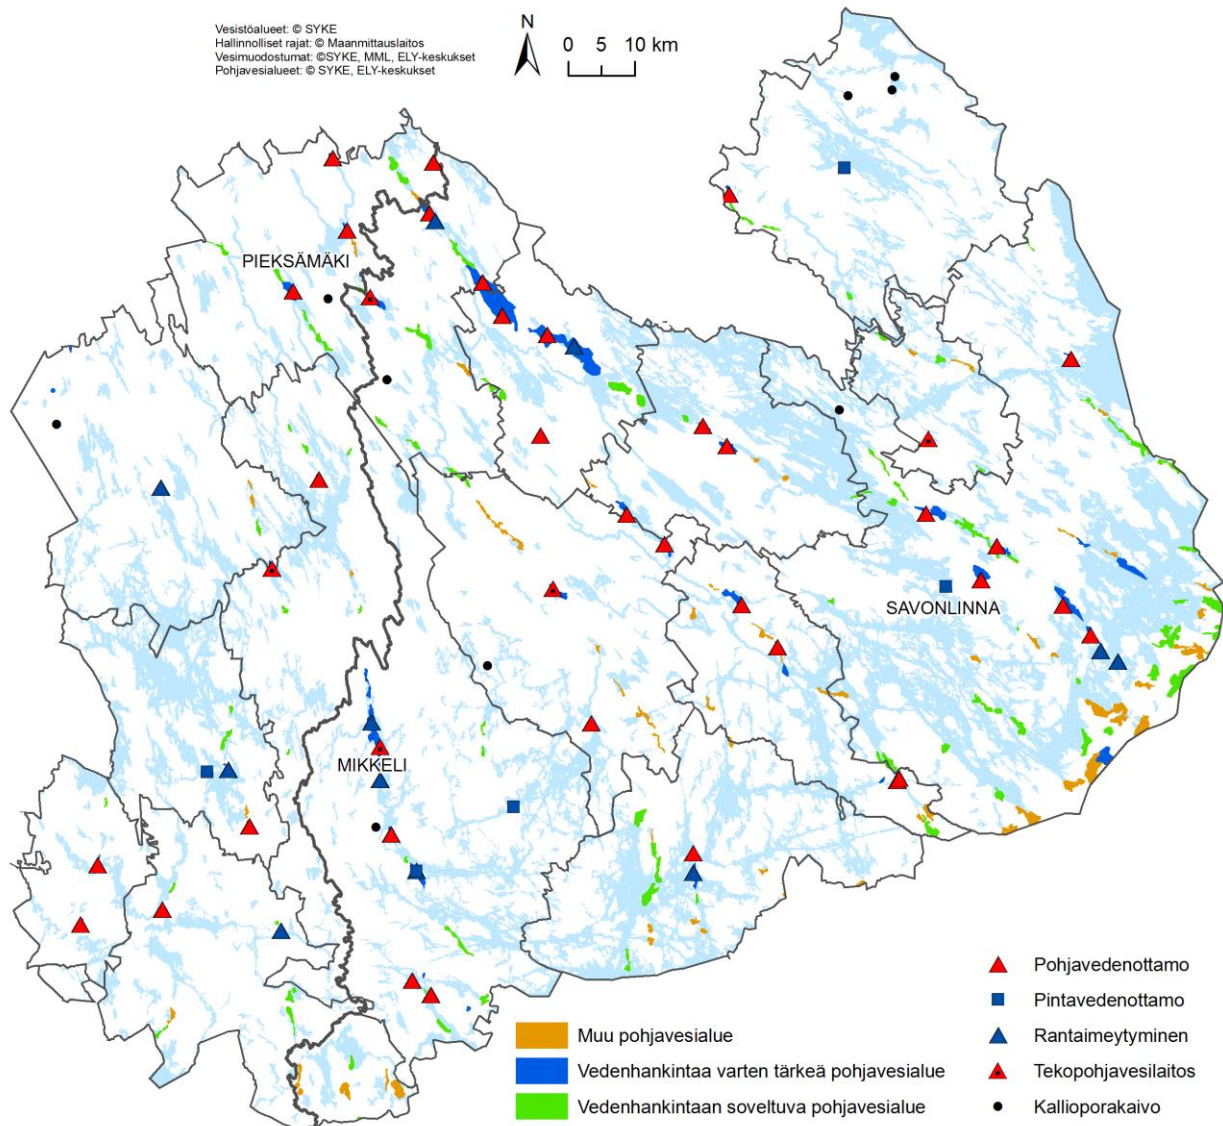 Vesistöalueet: © SYKE
Hallinnolliset rajat: © Maanmittauslaitos
Vesimuodostumat: ©SYKE, MML, ELY-keskukset
Pohjavesialueet: © SYKE, ELY-keskukset
N
0 5 10 km
PIEKSÄMÄKI
SAVONLINNA
MIKKELI
Muu pohjavesialue
Vedenhankintaa varten tärkeä pohjavesialue
Vedenhankintaan soveltuva pohjavesialue
Pohjavedenottamo
Pintavedenottamo
Rantaimeytyminen
Tekopohjavesilaitos
Kallioporakaivo